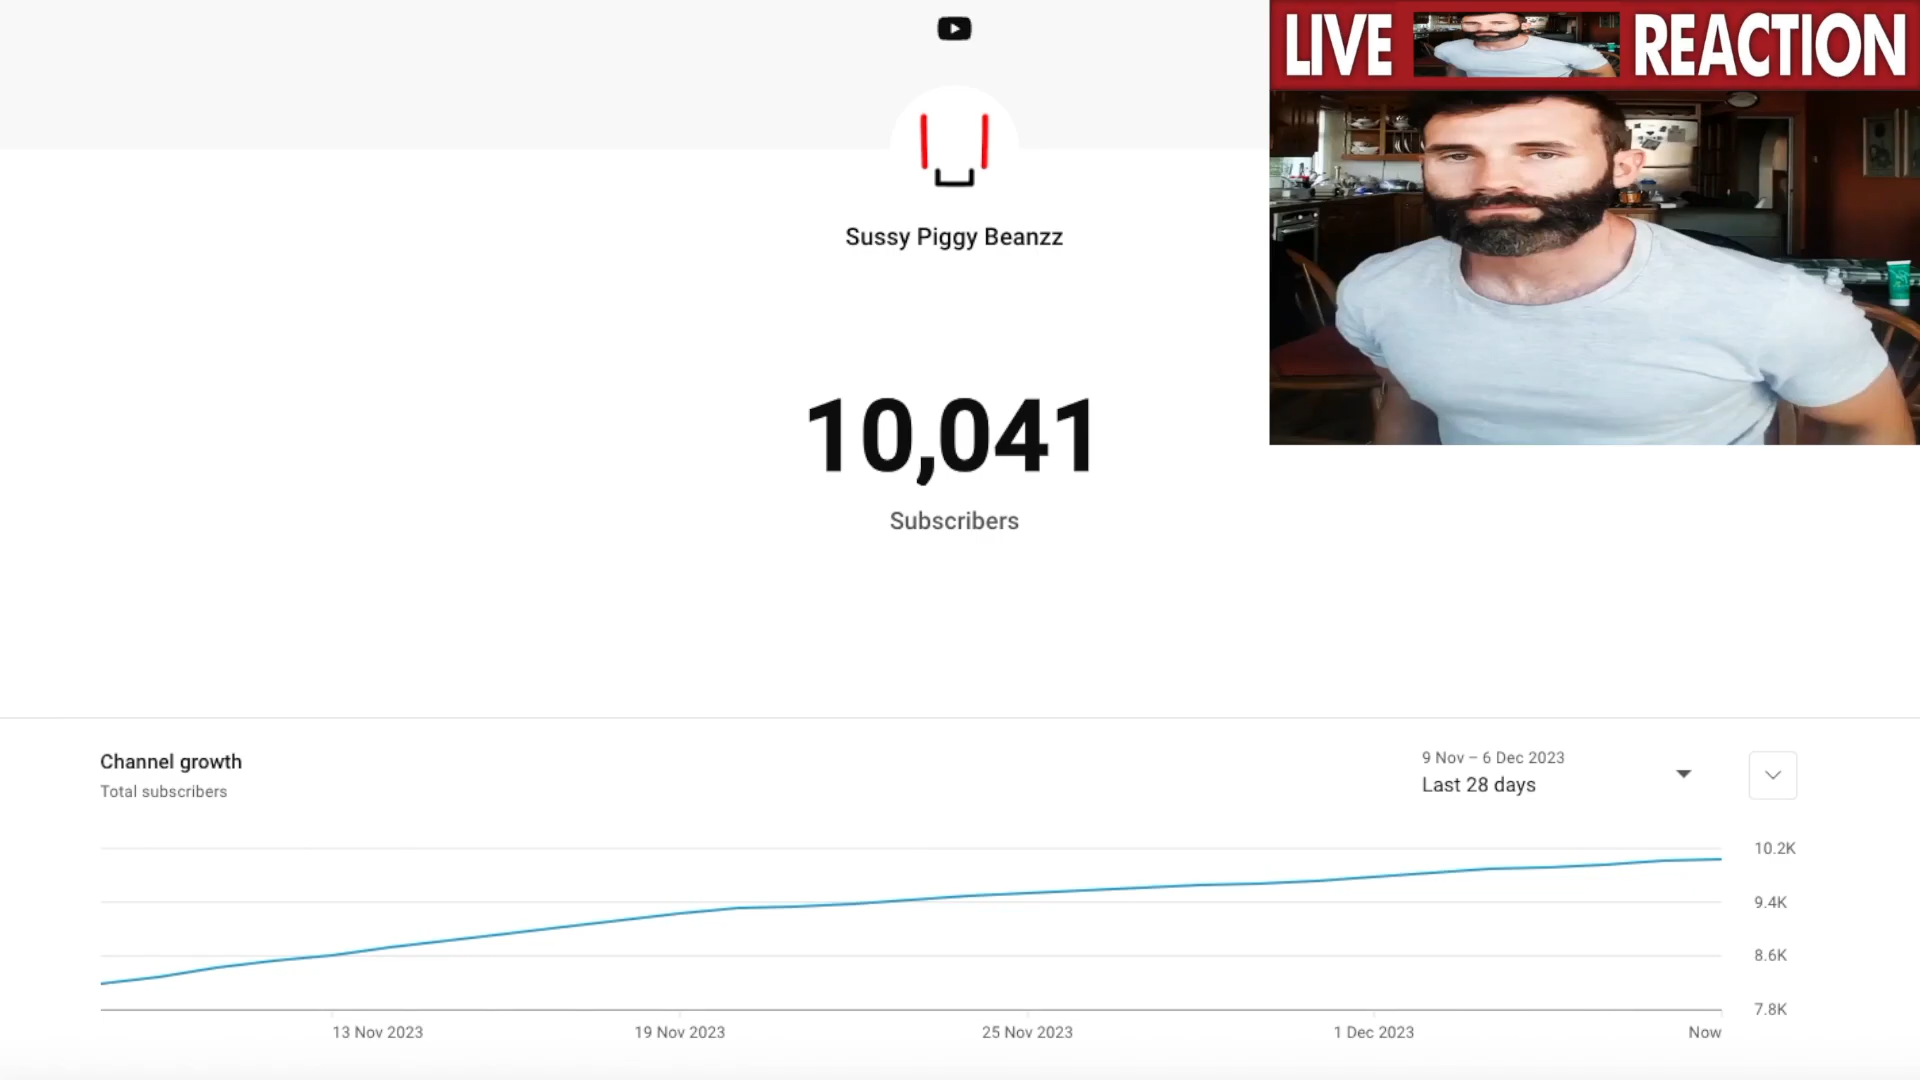 LIVE REACTION
Sussy Piggy Beanzz
10,041
Subscribers
Channel growth
Total subscribers
9 Nov – 6 Dec 2023
Last 28 days
10.2K
9.4K
8.6K
7.8K
13 Nov 2023
19 Nov 2023
25 Nov 2023
1 Dec 2023
Now